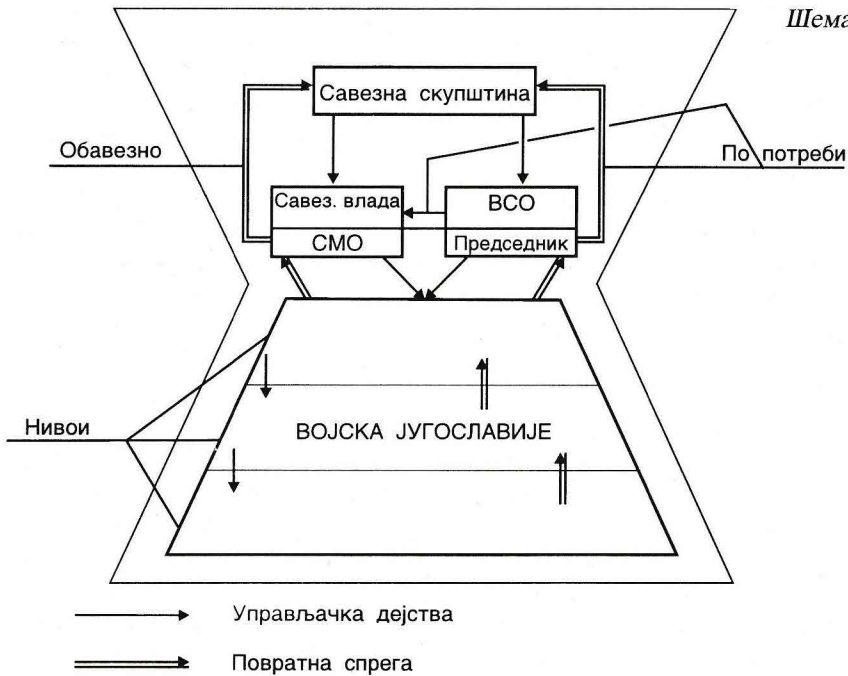 Шема
Савезна скупштина
Обавезно
По потреби
Савез. влада
ВСО
СМО
Председник
Нивои
ВОЈСКА ЈУГОСЛАВИЈЕ
Управљачка дејства
Повратна спрега